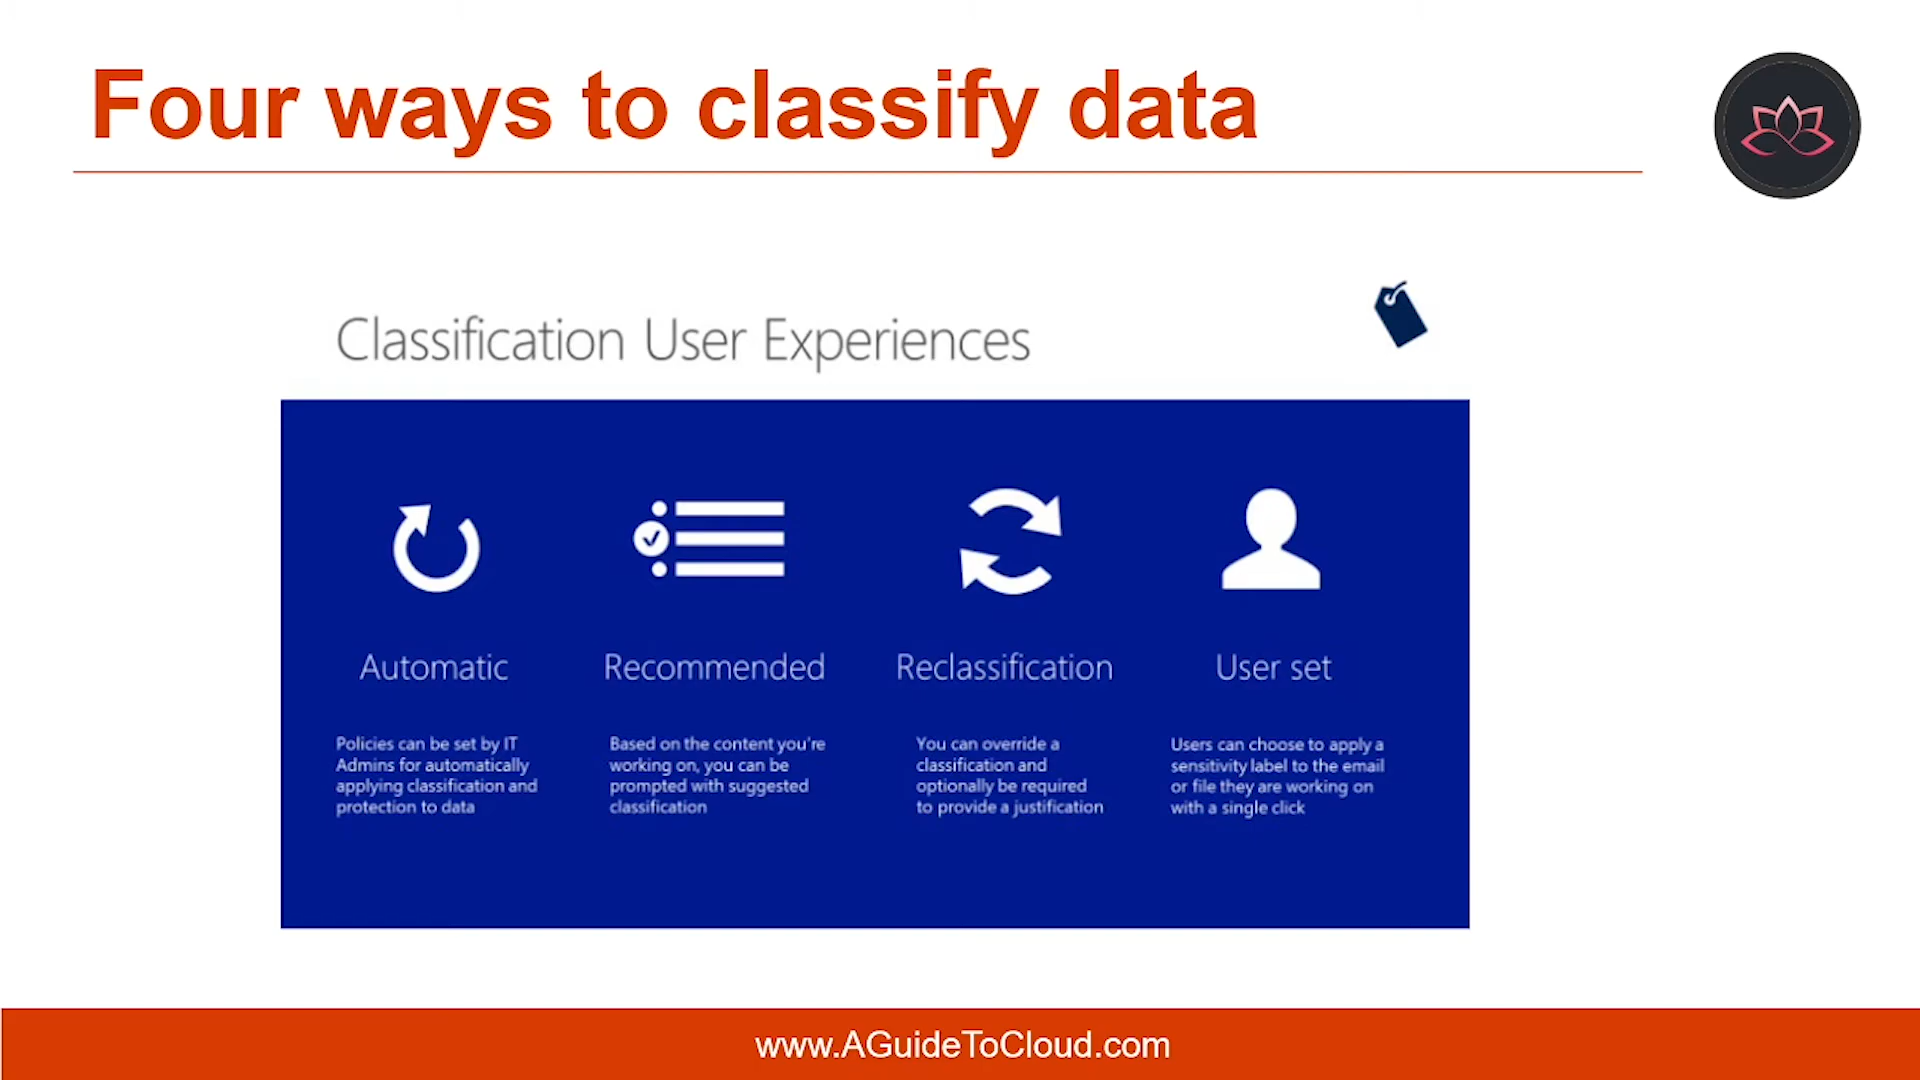 Four ways to classify data
Classification User Experiences
Automatic
Policies can be set by IT
Admins for automatically
applying classification and
protection to data
Recommended
Based on the content you're
working on, you can be
prompted with suggested
classification
Reclassification
You can override a
classification and
optionally be required
to provide a justification
User set
Users can choose to apply a
sensitivity label to the email
or file they are working on
with a single click
www.AGuideToCloud.com